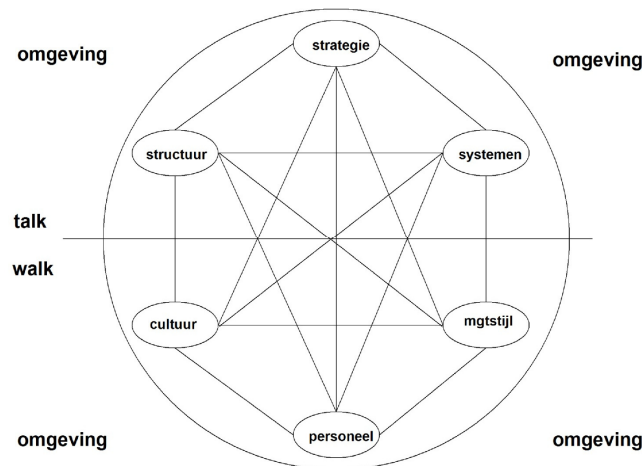 strategie
omgeving
omgeving
structuur
systemen
talk
walk
cultuur
mgtstijl
personeel
omgeving
omgeving